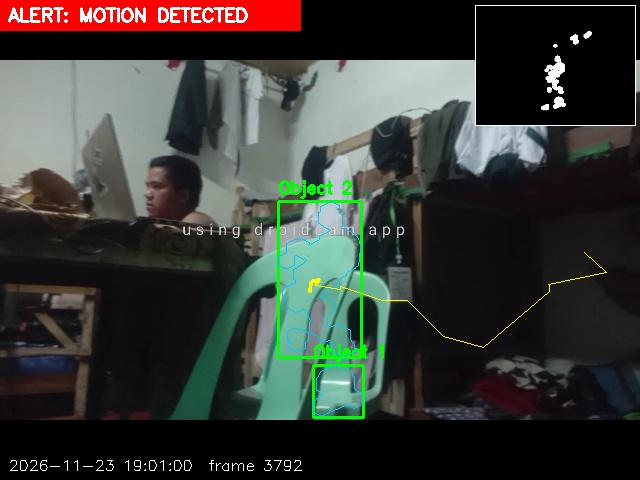 ALERT: MOTION DETECTED
Object 2
using droidcam app
Object 1
2026-11-23 19:01:00 frame 3792